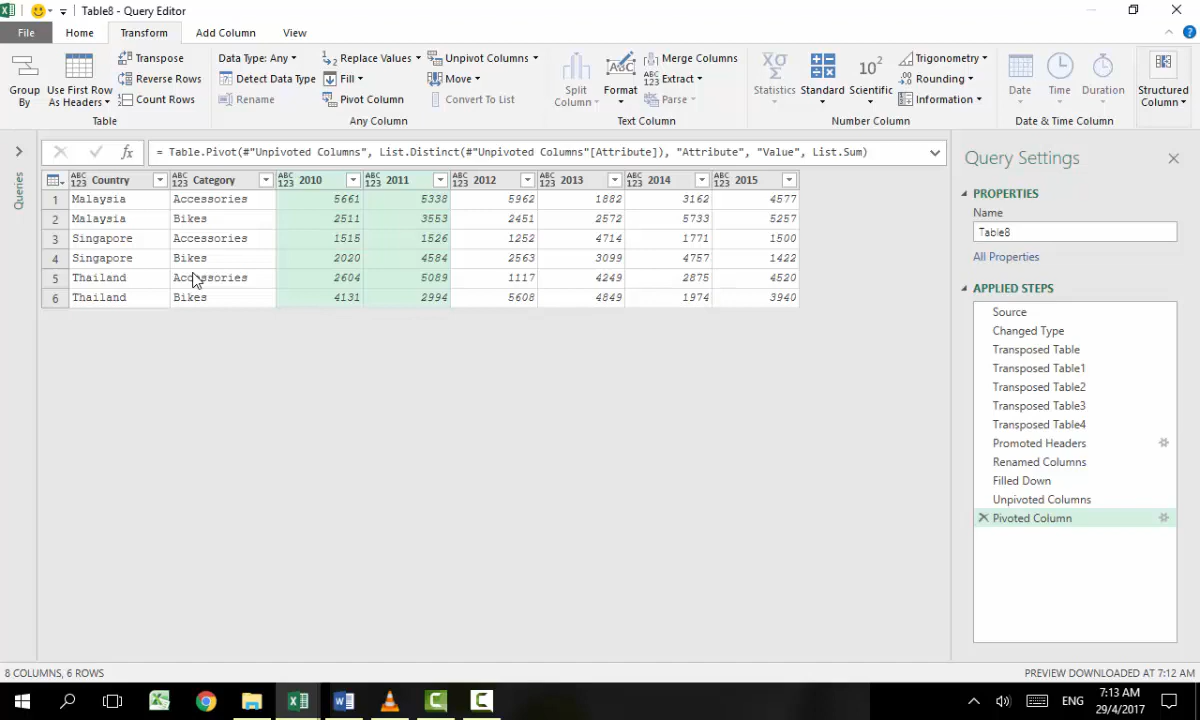 Table8 - Query Editor
File Home Transform Add Column View
Group By
Use First Row As Headers
Transpose
Reverse Rows
Count Rows
Table
Data Type: Any
Detect Data Type
Rename
Replace Values
Fill
Pivot Column
Unpivot Columns
Move
Convert To List
Any Column
Split Column
Format
Merge Columns
Extract
Parse
Text Column
Statistics
Standard
Scientific
Trigonometry
Rounding
Information
Number Column
Date
Time
Duration
Date & Time Column
Structured Column
Queries
= Table.Pivot(#"Unpivoted Columns", List.Distinct(#"Unpivoted Columns"[Attribute]), "Attribute", "Value", List.Sum)
Country Category 2010 2011 2012 2013 2014 2015
1 Malaysia Accessories 5661 5338 5962 1882 3162 4577
2 Malaysia Bikes 2511 3553 2451 2572 5733 5257
3 Singapore Accessories 1515 1526 1252 4714 1771 1500
4 Singapore Bikes 2020 4584 2563 3099 4757 1422
5 Thailand Accessories 2604 5089 1117 4249 2875 4520
6 Thailand Bikes 4131 2994 5608 4849 1974 3940
Query Settings
PROPERTIES
Name
Table8
All Properties
APPLIED STEPS
Source
Changed Type
Transposed Table
Transposed Table1
Transposed Table2
Transposed Table3
Transposed Table4
Promoted Headers
Renamed Columns
Filled Down
Unpivoted Columns
Pivoted Column
8 COLUMNS, 6 ROWS
PREVIEW DOWNLOADED AT 7:12 AM
ENG
7:13 AM
29/4/2017